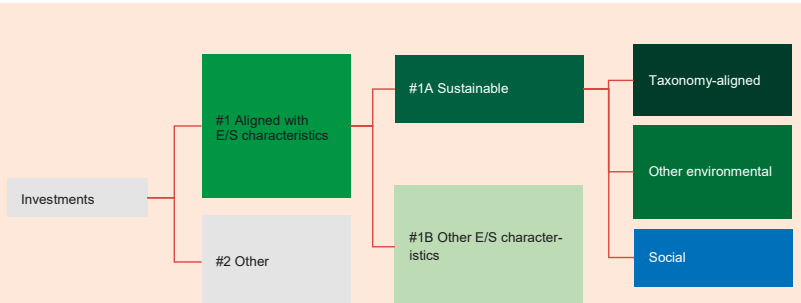 Investments
#1 Aligned with
E/S characteristics
#2 Other
#1A Sustainable
#1B Other E/S character-
istics
Taxonomy-aligned
Other environmental
Social